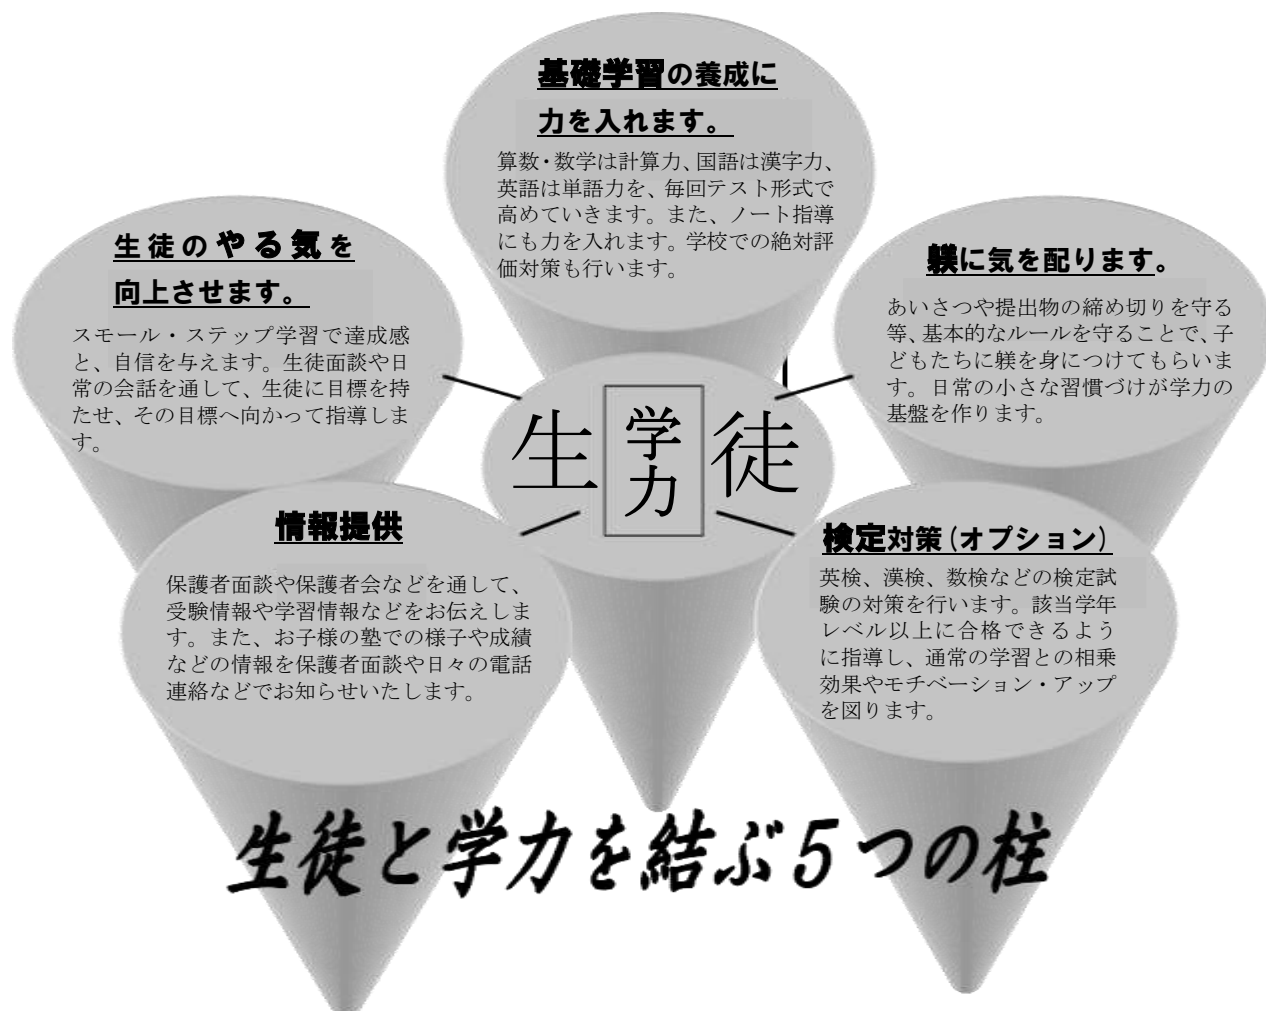 基礎学習の養成に
力を入れます。
算数・数学は計算力、国語は漢字力、
英語は単語力を、毎回テスト形式で
高めていきます。また、ノート指導
にも力を入れます。学校での絶対評
価対策も行います。
生徒のやる気を
向上させます。
スモール・ステップ学習で達成感
と、自信を与えます。生徒面談や日
常の会話を通して、生徒に目標を持
たせ、その目標へ向かって指導しま
す。
躾に気を配ります。
あいさつや提出物の締め切りを守る
等、基本的なルールを守ることで、子
どもたちに躾を身につけてもらいま
す。日常の小さな習慣づけが学力の
基盤を作ります。
生徒
学力
情報提供
保護者面談や保護者会などを通して、
受験情報や学習情報などをお伝えしま
す。また、お子様の塾での様子や成績
などの情報を保護者面談や日々の電話
連絡などでお知らせいたします。
検定対策(オプション)
英検、漢検、数検などの検定試
験の対策を行います。該当学年
レベル以上に合格できるよう
に指導し、通常の学習との相乗
効果やモチベーション・アップ
を図ります。
生徒と学力を結ぶ5つの柱